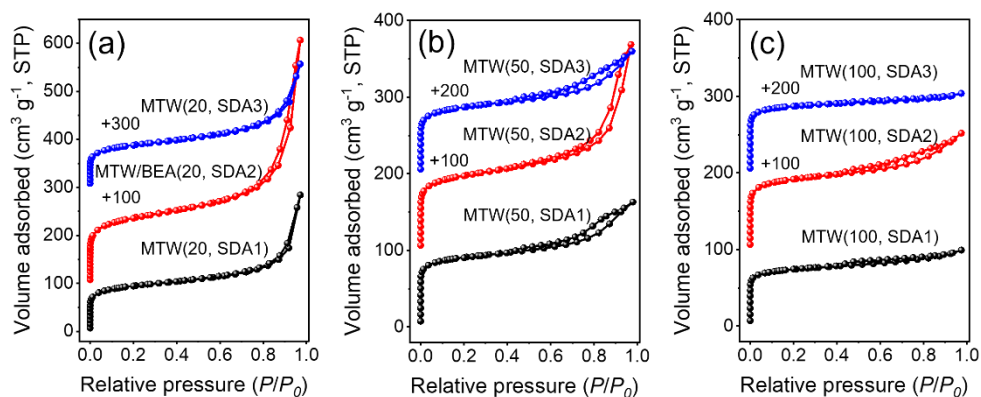 (a)
Volume adsorbed (cm³ g⁻¹, STP)
600
500
400
300
200
100
0
MTW(20, SDA3)
+300
MTW/BEA(20, SDA2)
+100
MTW(20, SDA1)
0.0 0.2 0.4 0.6 0.8 1.0
Relative pressure (P/P₀)
(b)
Volume adsorbed (cm³ g⁻¹, STP)
400
300
200
100
0
MTW(50, SDA3)
+200
MTW(50, SDA2)
+100
MTW(50, SDA1)
0.0 0.2 0.4 0.6 0.8 1.0
Relative pressure (P/P₀)
(c)
Volume adsorbed (cm³ g⁻¹, STP)
400
300
200
100
0
MTW(100, SDA3)
+200
MTW(100, SDA2)
+100
MTW(100, SDA1)
0.0 0.2 0.4 0.6 0.8 1.0
Relative pressure (P/P₀)